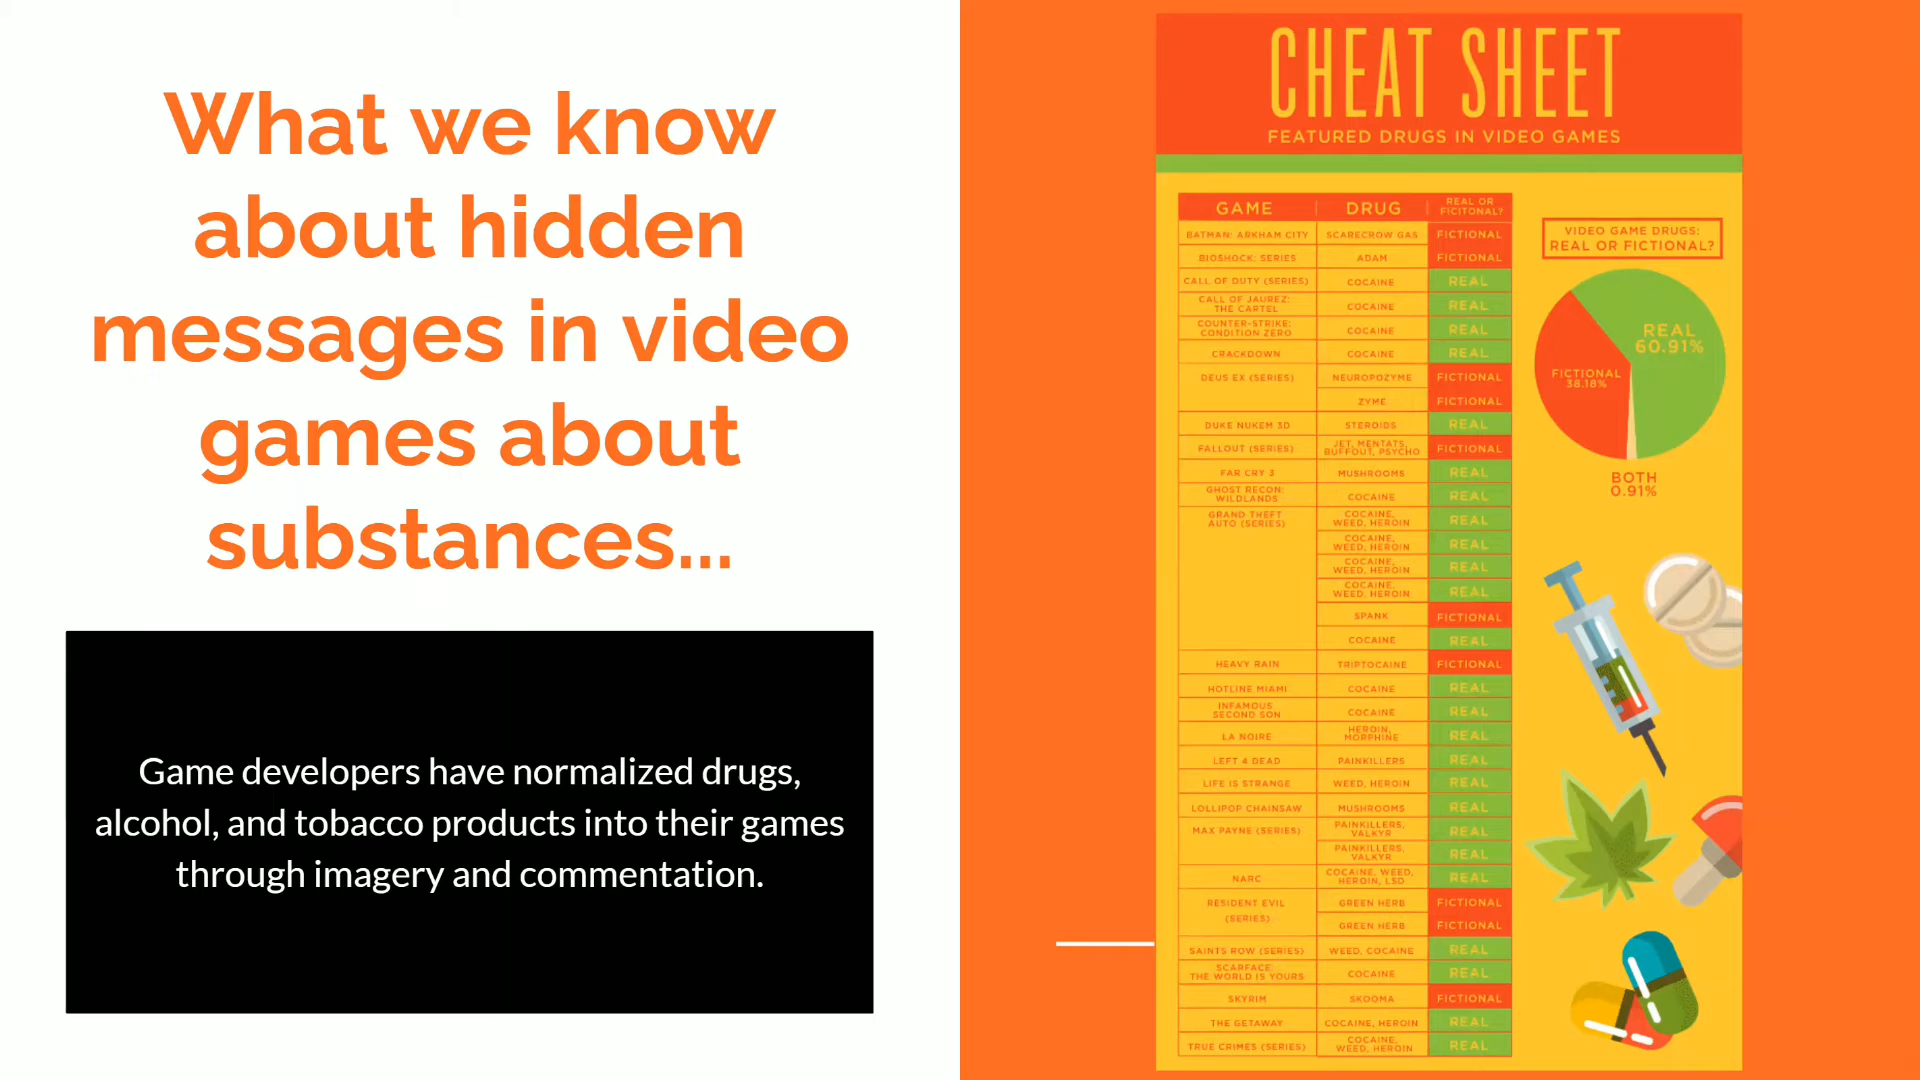 What we know
about hidden
messages in video
games about
substances...
Game developers have normalized drugs,
alcohol, and tobacco products into their games
through imagery and commentation.
CHEAT SHEET
FEATURED DRUGS IN VIDEO GAMES
GAME DRUG REAL OR
FICITONAL?
BATMAN: ARKHAM CITY SCARECROW GAS FICTIONAL
BIOSHOCK: SERIES ADAM FICTIONAL
CALL OF DUTY (SERIES) COCAINE REAL
CALL OF JAUREZ:
THE CARTEL COCAINE REAL
COUNTER-STRIKE:
CONDITION ZERO COCAINE REAL
CRACKDOWN COCAINE REAL
DEUS EX (SERIES) NEUROPOZYME FICTIONAL
ZYME FICTIONAL
DUKE NUKEM 3D STEROIDS REAL
FALLOUT (SERIES) JET, MENTATS,
BUFFOUT, PSYCHO FICTIONAL
FAR CRY 3 MUSHROOMS REAL
GHOST RECON:
WILDLANDS COCAINE REAL
GRAND THEFT
AUTO (SERIES) COCAINE,
WEED, HEROIN REAL
COCAINE,
WEED, HEROIN REAL
COCAINE,
WEED, HEROIN REAL
COCAINE,
WEED, HEROIN REAL
SPANK FICTIONAL
COCAINE REAL
HEAVY RAIN TRIPTOCAINE FICTIONAL
HOTLINE MIAMI COCAINE REAL
INFAMOUS
SECOND SON COCAINE REAL
LA NOIRE HEROIN,
MORPHINE REAL
LEFT 4 DEAD PAINKILLERS REAL
LIFE IS STRANGE WEED, HEROIN REAL
LOLLIPOP CHAINSAW MUSHROOMS REAL
MAX PAYNE (SERIES) PAINKILLERS,
VALKYR REAL
PAINKILLERS,
VALKYR REAL
NARC COCAINE, WEED,
HEROIN, LSD REAL
RESIDENT EVIL
(SERIES) GREEN HERB FICTIONAL
GREEN HERB FICTIONAL
SAINTS ROW (SERIES) WEED, COCAINE REAL
SCARFACE:
THE WORLD IS YOURS COCAINE REAL
SKYRIM SKOOMA FICTIONAL
THE GETAWAY COCAINE, HEROIN REAL
TRUE CRIMES (SERIES) COCAINE,
WEED, HEROIN REAL
VIDEO GAME DRUGS:
REAL OR FICTIONAL?
REAL
60.91%
FICTIONAL
38.18%
BOTH
0.91%